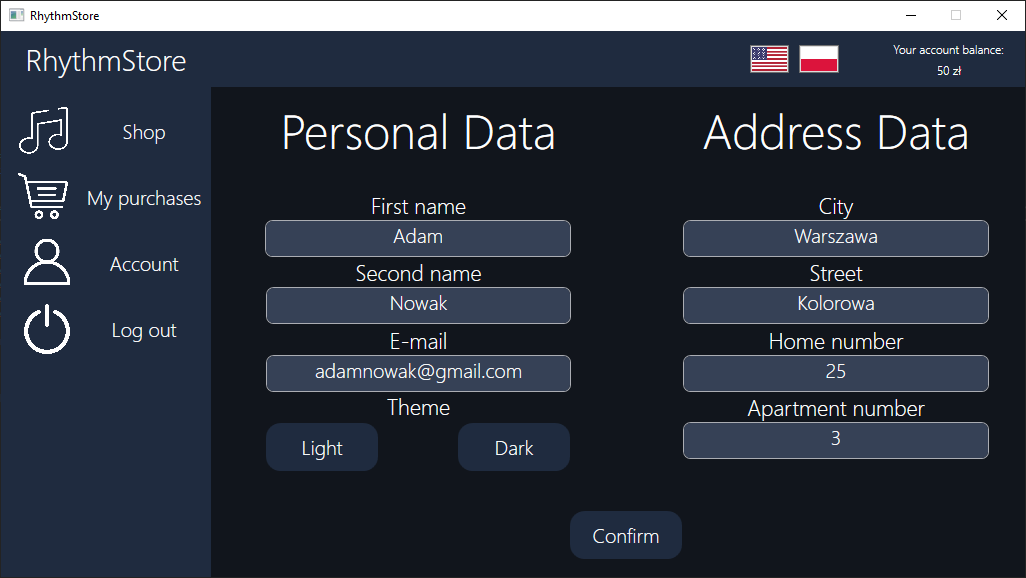 RhythmStore
RhythmStore
Your account balance:
50 zł
Shop
My purchases
Account
Log out
Personal Data
First name
Adam
Second name
Nowak
E-mail
adamnowak@gmail.com
Theme
Light
Dark
Address Data
City
Warszawa
Street
Kolorowa
Home number
25
Apartment number
3
Confirm